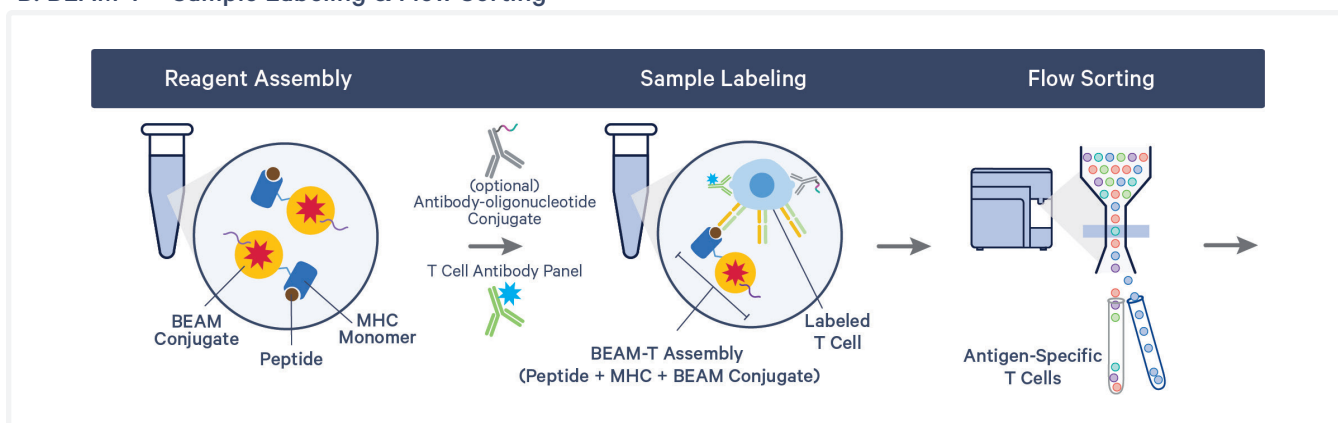 Reagent Assembly
Sample Labeling
Flow Sorting
(optional)
Antibody-oligonucleotide
Conjugate
T Cell Antibody Panel
BEAM
Conjugate
Peptide
MHC
Monomer
Labeled
T Cell
BEAM-T Assembly
(Peptide + MHC + BEAM Conjugate)
Antigen-Specific
T Cells